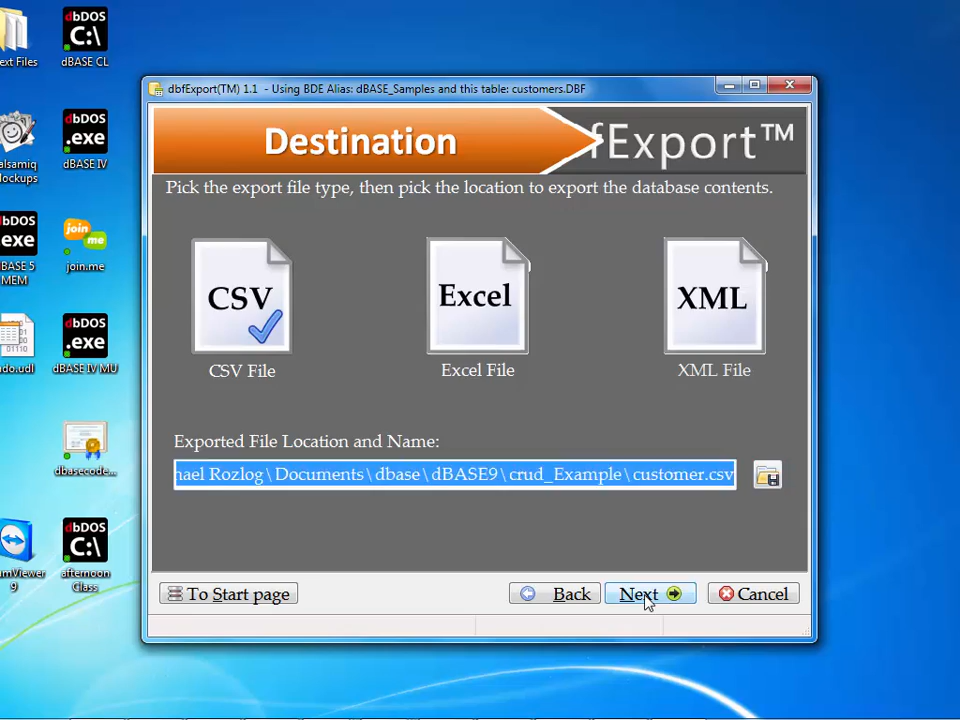 ext Files
dbDOS
C:\
dBASE CL
alsamiq
lockups
dbDOS
.exe
dBASE IV
bDOS
.exe
BASE 5
MEM
join
me
join.me
do.udl
dbDOS
.exe
dBASE IV MU
dbasecode...
umViewer
9
dbDOS
C:\
afternoon
Class
dbfExport(TM) 1.1 - Using BDE Alias: dBASE_Samples and this table: customers.DBF
Destination
fExport™
Pick the export file type, then pick the location to export the database contents.
CSV
Excel
XML
CSV File
Excel File
XML File
Exported File Location and Name:
hael Rozlog\Documents\dbase\dBASE9\crud_Example\customer.csv
To Start page
Back
Next
Cancel